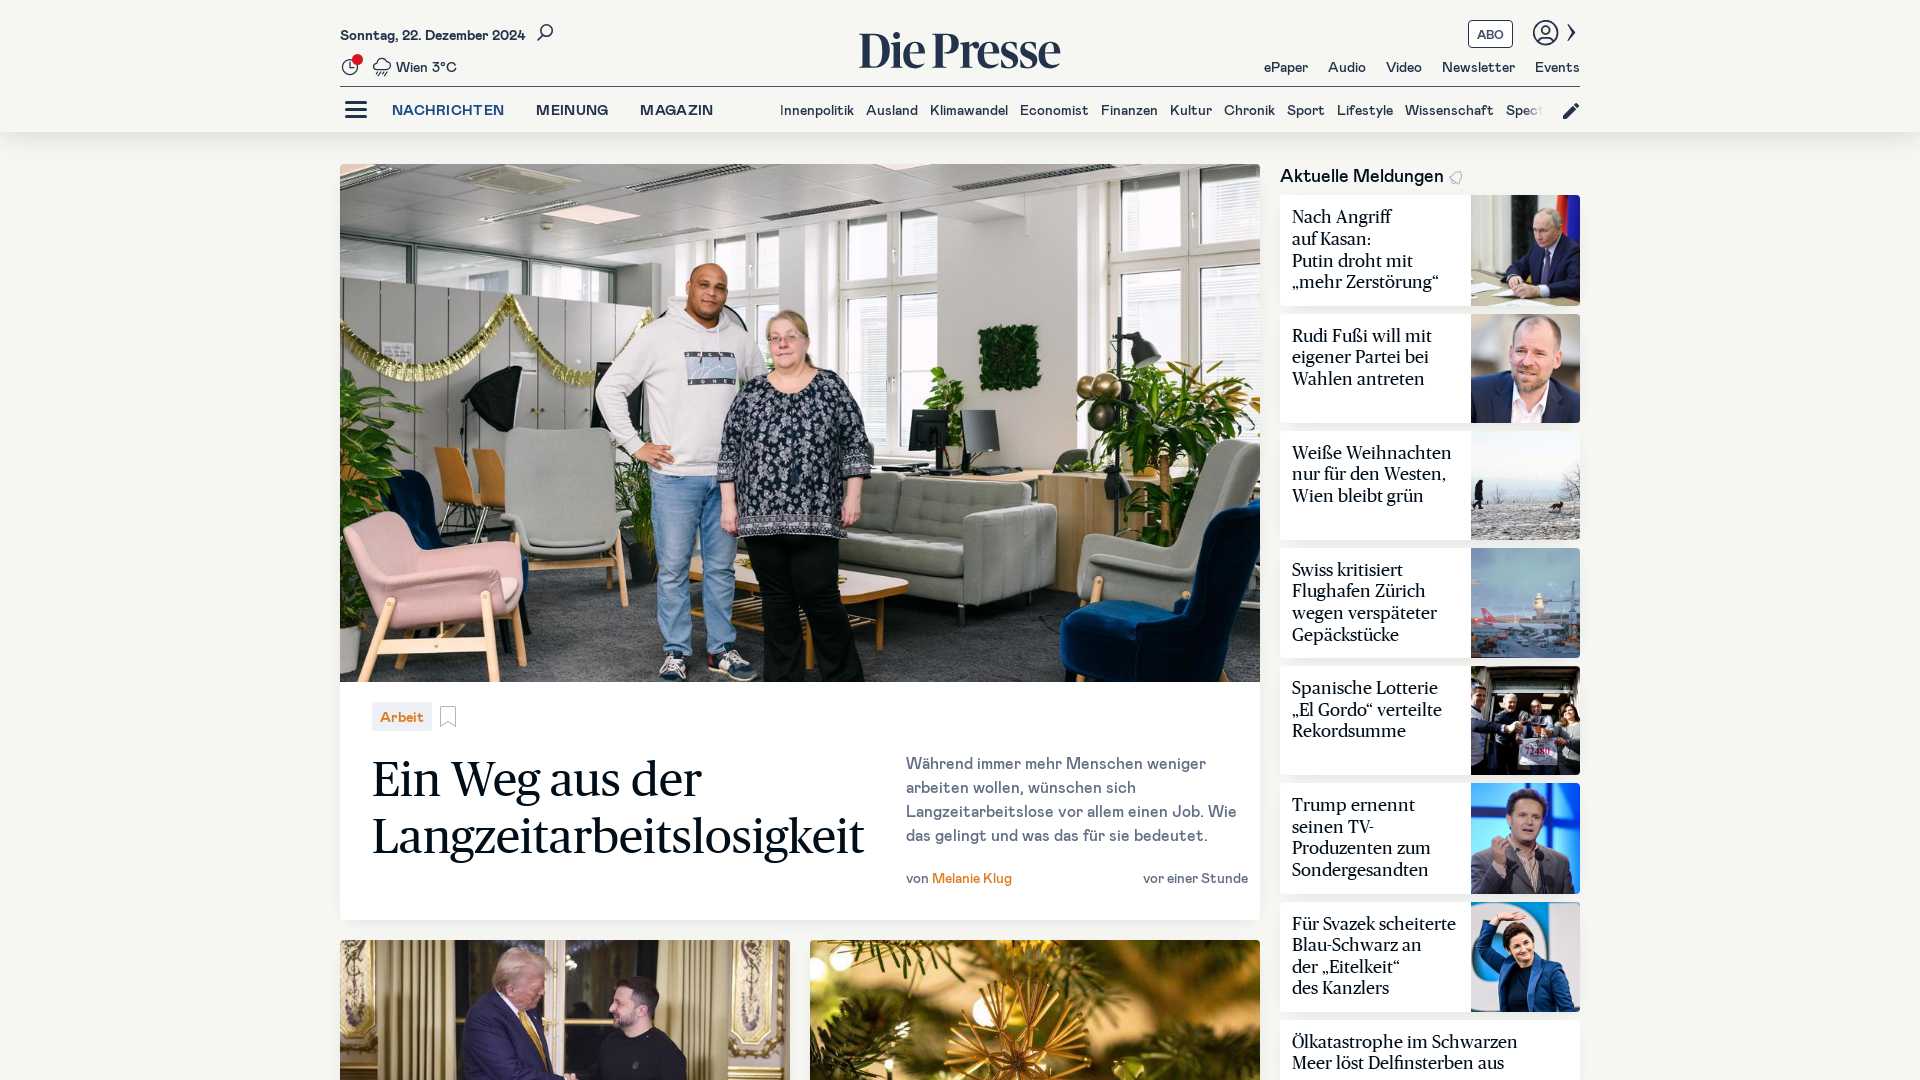 Sonntag, 22. Dezember 2024
Wien 3°C
Die Presse
ABO
ePaper Audio Video Newsletter Events
NACHRICHTEN MEINUNG MAGAZIN
Innenpolitik Ausland Klimawandel Economist Finanzen Kultur Chronik Sport Lifestyle Wissenschaft Spect
Arbeit
Ein Weg aus der
Langzeitarbeitslosigkeit
Während immer mehr Menschen weniger
arbeiten wollen, wünschen sich
Langzeitarbeitslose vor allem einen Job. Wie
das gelingt und was das für sie bedeutet.
von Melanie Klug
vor einer Stunde
Aktuelle Meldungen
Nach Angriff
auf Kasan:
Putin droht mit
„mehr Zerstörung“
Rudi Fußi will mit
eigener Partei bei
Wahlen antreten
Weiße Weihnachten
nur für den Westen,
Wien bleibt grün
Swiss kritisiert
Flughafen Zürich
wegen verspäteter
Gepäckstücke
Spanische Lotterie
„El Gordo“ verteilte
Rekordsumme
72480
Trump ernennt
seinen TV-
Produzenten zum
Sondergesandten
Für Svazek scheiterte
Blau-Schwarz an
der „Eitelkeit“
des Kanzlers
Ölkatastrophe im Schwarzen
Meer löst Delfinsterben aus